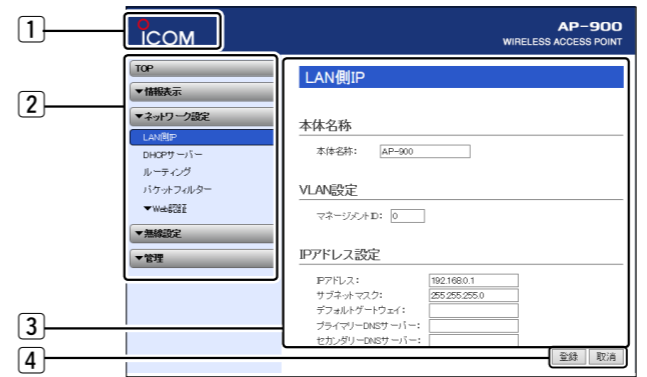 1
ICOM
AP-900
WIRELESS ACCESS POINT
2
TOP
▼情報表示
▼ネットワーク設定
LAN側IP
DHCPサーバー
ルーティング
パケットフィルター
▼Web認証
▼無線設定
▼管理
LAN側IP
本体名称
本体名称: AP-900
VLAN設定
マネージメントID: 0
IPアドレス設定
IPアドレス: 192.168.0.1
サブネットマスク: 255.255.255.0
デフォルトゲートウェイ:
プライマリーDNSサーバー:
セカンダリーDNSサーバー:
3
4
登録 取消